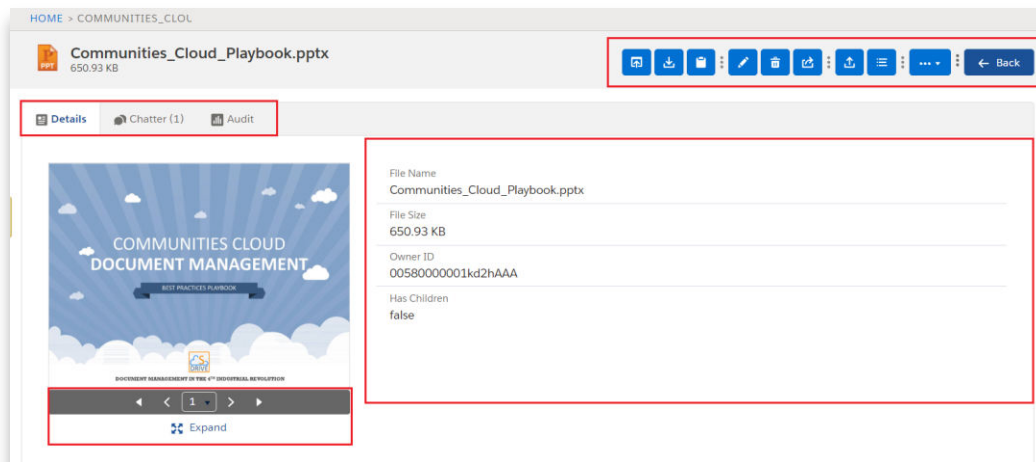 HOME > COMMUNITIES_CLOU
PPT
Communities_Cloud_Playbook.pptx
650.93 KB
... ▾
← Back
Details
Chatter (1)
Audit
File Name
Communities_Cloud_Playbook.pptx
File Size
650.93 KB
Owner ID
00580000001kd2hAAA
Has Children
false
COMMUNITIES CLOUD
DOCUMENT MANAGEMENT
BEST PRACTICES PLAYBOOK
CS
DRIVE
DOCUMENT MANAGEMENT IN THE 4TH INDUSTRIAL REVOLUTION
1
Expand